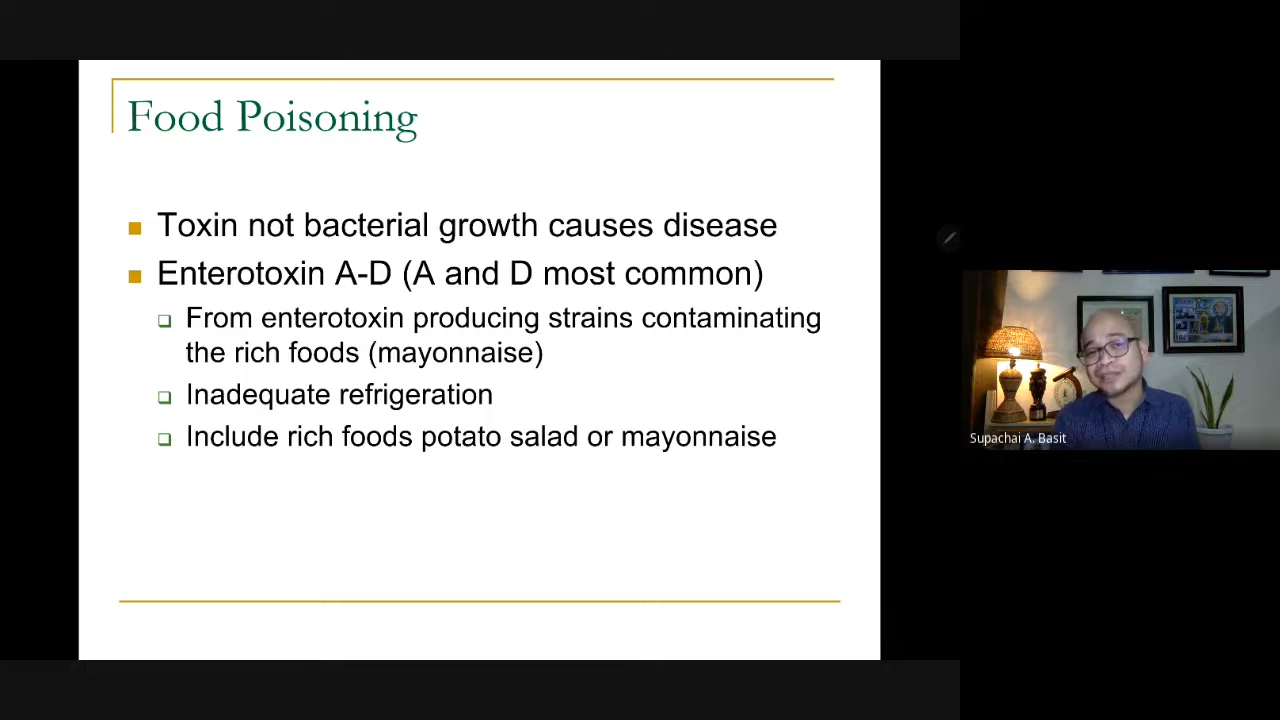 Food Poisoning
Toxin not bacterial growth causes disease
Enterotoxin A-D (A and D most common)
From enterotoxin producing strains contaminating
the rich foods (mayonnaise)
Inadequate refrigeration
Include rich foods potato salad or mayonnaise
Supachai A. Basit